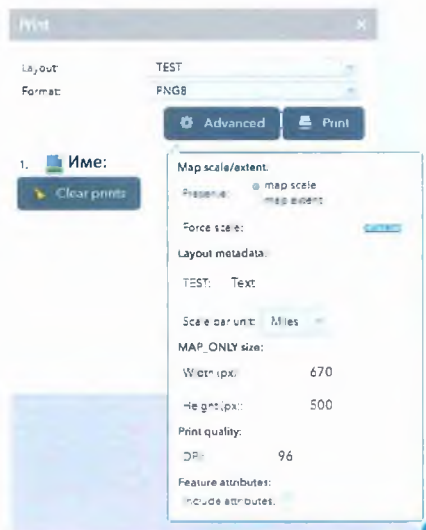 Print
Layout: TEST
Format: PNG8
Advanced Print
1. Име:
Clear prints
Map scale/extent:
Preserve: map scale
map extent
Force scale: current
Layout metadata:
TEST: Text
Scale bar unit: Miles
MAP_ONLY size:
Width (px): 670
Height (px): 500
Print quality:
DPI: 96
Feature attributes:
Include attributes: